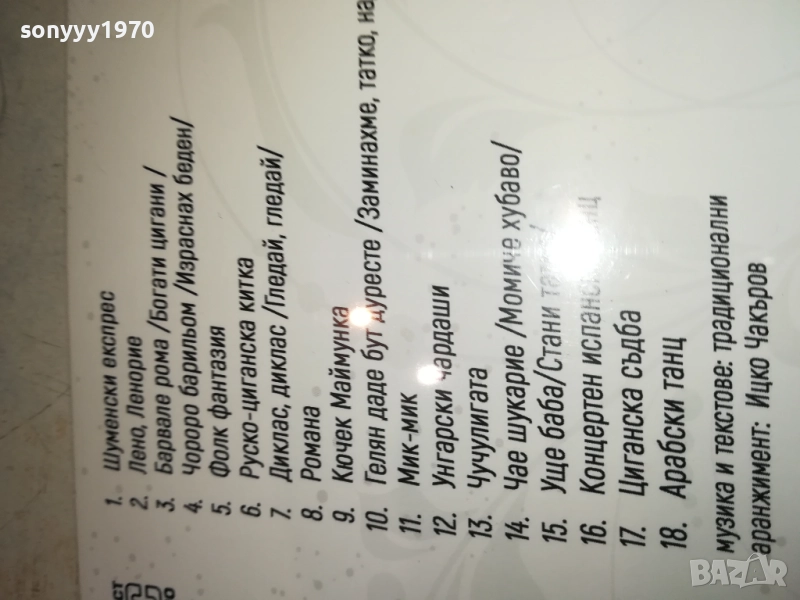 sonyyy1970
1. Шуменски експрес
2. Лено, Ленорие
3. Барвале рома /Богати цигани /
4. Чороро барильом /Израснах беден/
5. Фолк фантазия
6. Руско-циганска китка
7. Диклас, диклас /Гледай, гледай/
8. Романа
9. Кючек Маймунка
10. Гелян даде бут дуресте /Заминахме, татко, на
11. Мик-мик
12. Унгарски чардаши
13. Чучулигата
14. Чае шукарие /Момиче хубаво/
15. Уще баба/Стани
16. Концертен испанск
17. Циганска съдба
18. Арабски танц
музика и текстове: традиционални
аранжимент: Ицко Чакъров
BAZAR